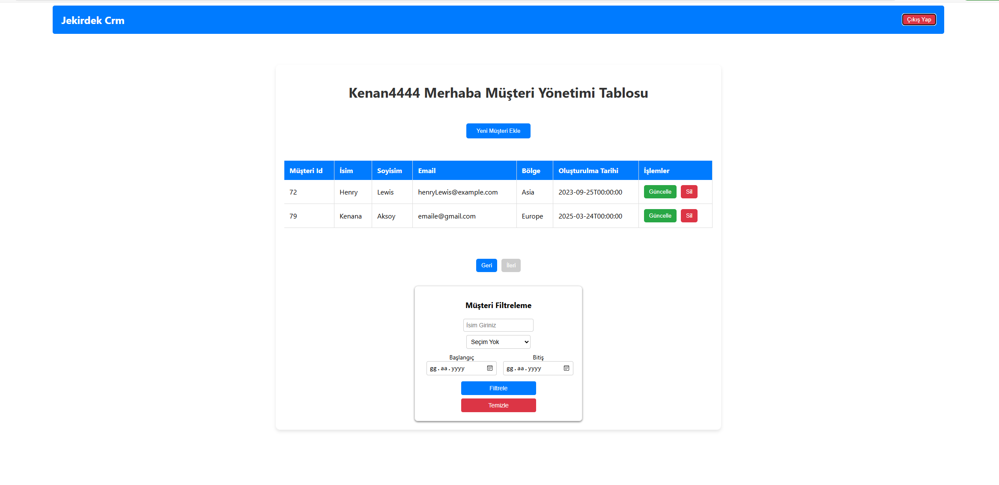 Jekirdek Crm
Çıkış Yap
Kenan4444 Merhaba Müşteri Yönetimi Tablosu
Yeni Müşteri Ekle
Müşteri Id İsim Soyisim Email Bölge Oluşturulma Tarihi İşlemler
72 Henry Lewis henryLewis@example.com Asia 2023-09-25T00:00:00 Güncelle Sil
79 Kenana Aksoy emaile@gmail.com Europe 2025-03-24T00:00:00 Güncelle Sil
Geri İleri
Müşteri Filtreleme
İsim Giriniz
Seçim Yok
Başlangıç Bitiş
gg.aa.yyyy gg.aa.yyyy
Filtrele
Temizle